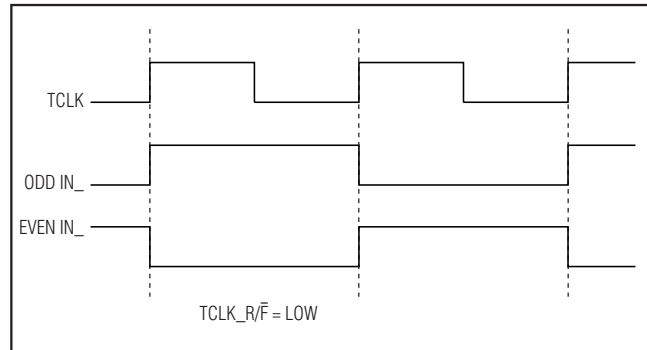 TCLK
ODD IN_
EVEN IN_
TCLK_R/F̅ = LOW